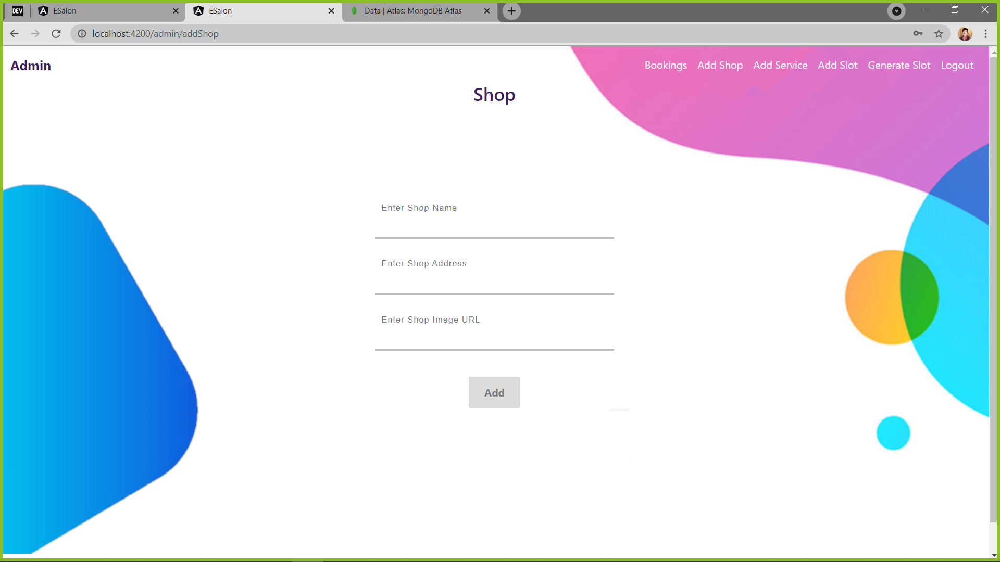 DEV ESalon ESalon Data | Atlas: MongoDB Atlas
localhost:4200/admin/addShop
Admin Bookings Add Shop Add Service Add Slot Generate Slot Logout
Shop
Enter Shop Name
Enter Shop Address
Enter Shop Image URL
Add